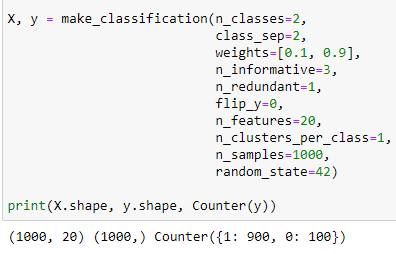 X, y = make_classification(n_classes=2,
class_sep=2,
weights=[0.1, 0.9],
n_informative=3,
n_redundant=1,
flip_y=0,
n_features=20,
n_clusters_per_class=1,
n_samples=1000,
random_state=42)
print(X.shape, y.shape, Counter(y))
(1000, 20) (1000,) Counter({1: 900, 0: 100})